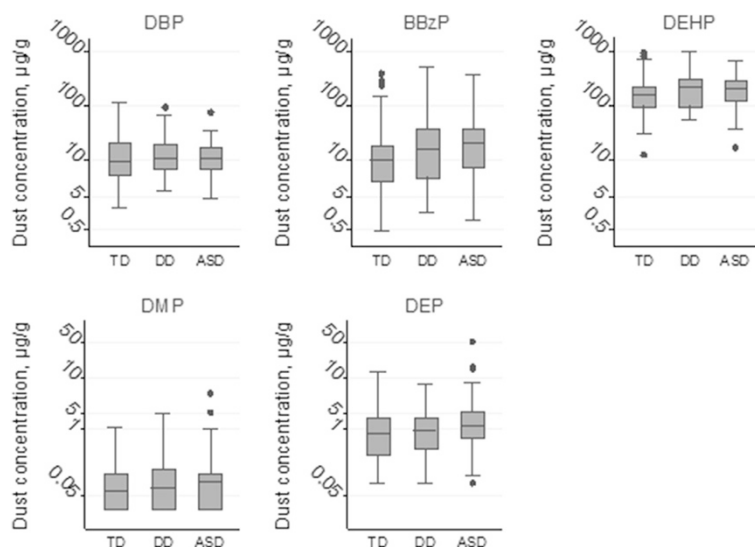 DBP
Dust concentration, µg/g
1000
100
10
5
0.5
TD DD ASD
BBzP
Dust concentration, µg/g
1000
100
10
5
0.5
TD DD ASD
DEHP
Dust concentration, µg/g
1000
100
10
5
0.5
TD DD ASD
DMP
Dust concentration, µg/g
50
10
5
1
0.05
TD DD ASD
DEP
Dust concentration, µg/g
50
10
5
1
0.05
TD DD ASD